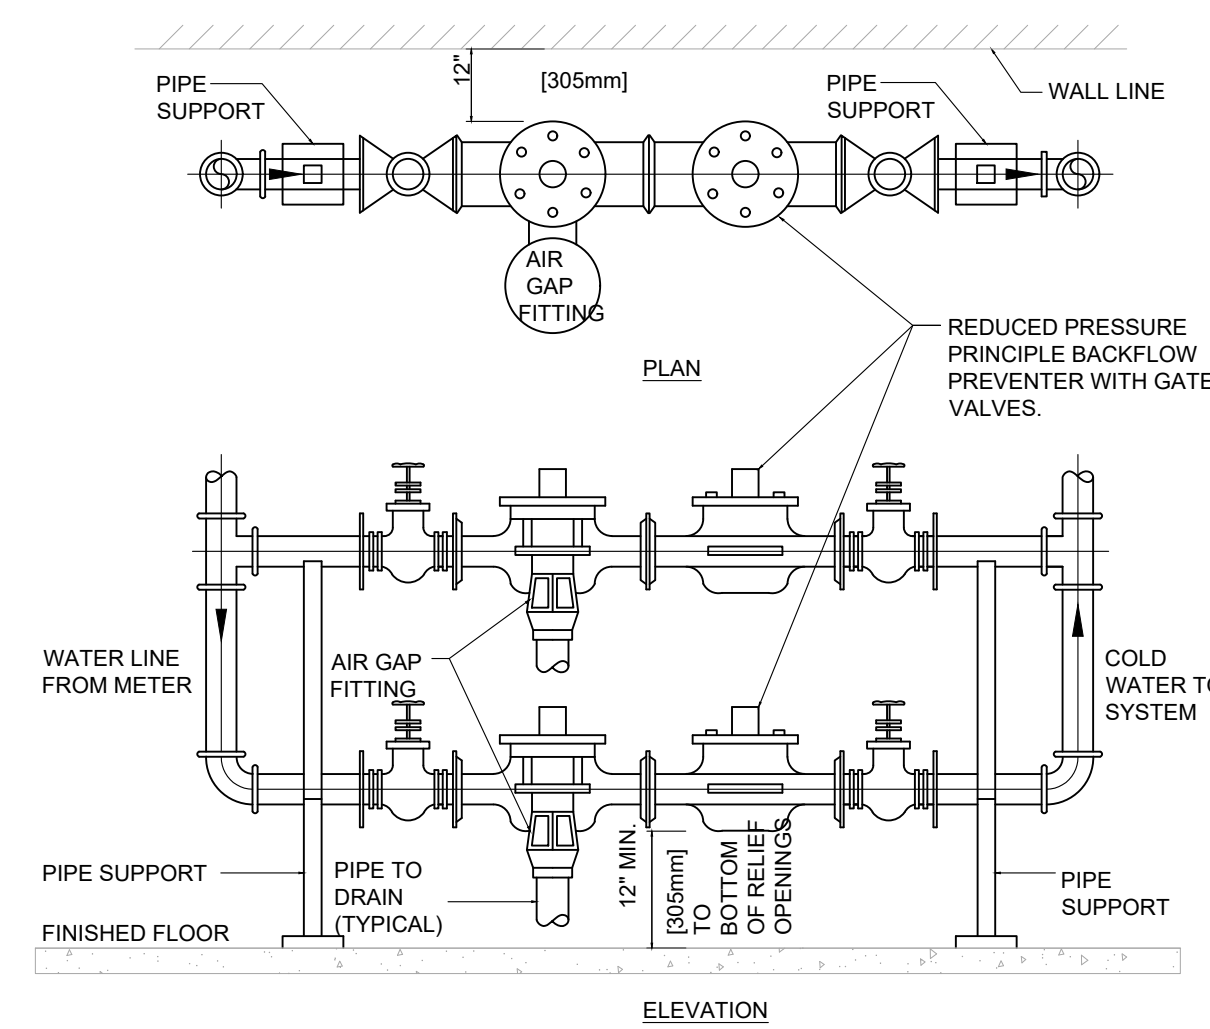 12"
[305mm]
PIPE
SUPPORT
PIPE
SUPPORT
WALL LINE
AIR
GAP
FITTING
REDUCED PRESSURE
PRINCIPLE BACKFLOW
PREVENTER WITH GATE
VALVES.
PLAN
WATER LINE
FROM METER
AIR GAP
FITTING
COLD
WATER TO
SYSTEM
PIPE SUPPORT
PIPE TO
DRAIN
(TYPICAL)
12" MIN.
[305mm]
TO
BOTTOM
OF RELIEF
OPENINGS
PIPE
SUPPORT
FINISHED FLOOR
ELEVATION